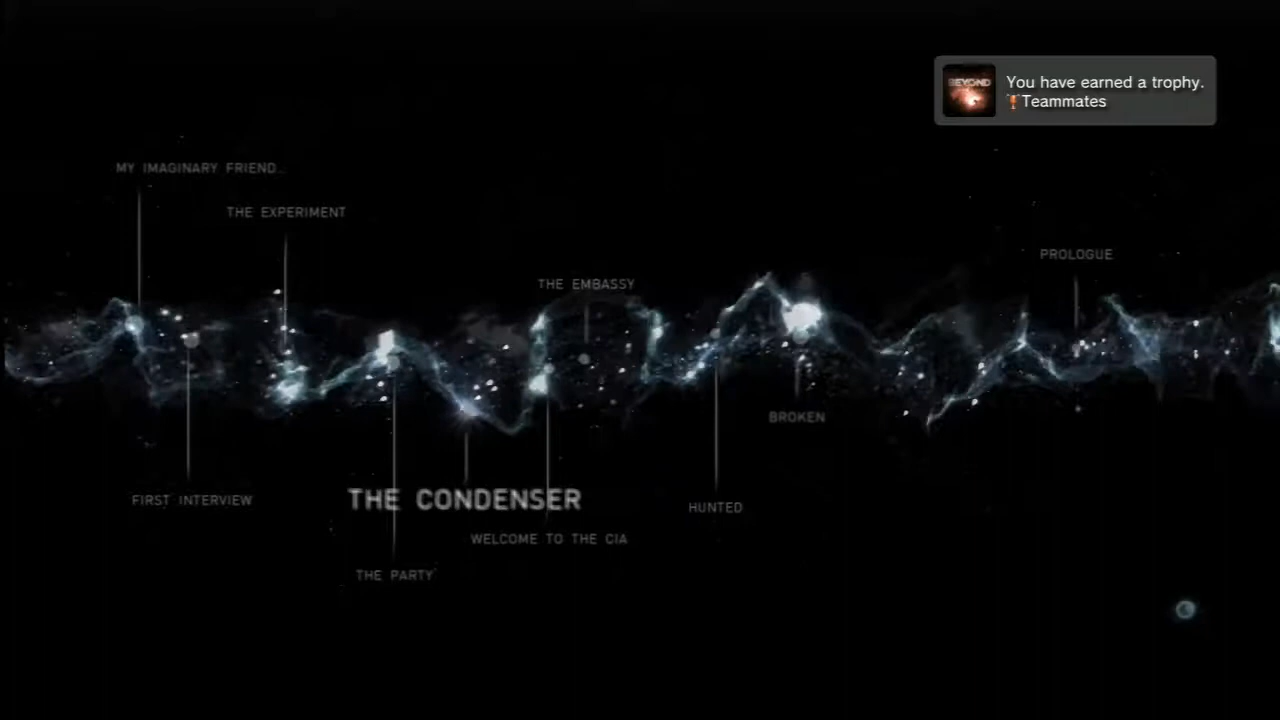 BEYOND
You have earned a trophy.
Teammates
MY IMAGINARY FRIEND...
THE EXPERIMENT
PROLOGUE
THE EMBASSY
BROKEN
FIRST INTERVIEW
THE CONDENSER
HUNTED
WELCOME TO THE CIA
THE PARTY